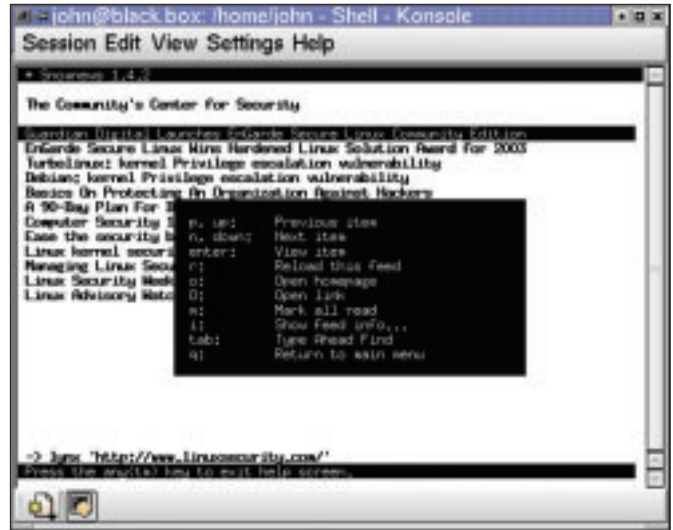 john@black.box: /home/john - Shell - Konsole
Session Edit View Settings Help
* Snownews 1.4.2
The Community's Center for Security
Guardian Digital Launches EnGarde Secure Linux Community Edition
EnGarde Secure Linux Wins Hardened Linux Solution Award for 2003
Turbolinux: kernel Privilege escalation vulnerability
Debian: kernel Privilege escalation vulnerability
Basics On Protecting An Organization Against Hackers
A 90-Day Plan For
Computer Security
Ease the security
Linux kernel securi
Managing Linux Secu
Linux Security Week
Linux Advisory Watc
p, up: Previous item
n, down: Next item
enter: View item
r: Reload this feed
o: Open homepage
O: Open link
m: Mark all read
i: Show feed info...
tab: Type Ahead Find
q: Return to main menu
-> lynx 'http://www.linuxsecurity.com/'
Press the any(tm) key to exit help screen.